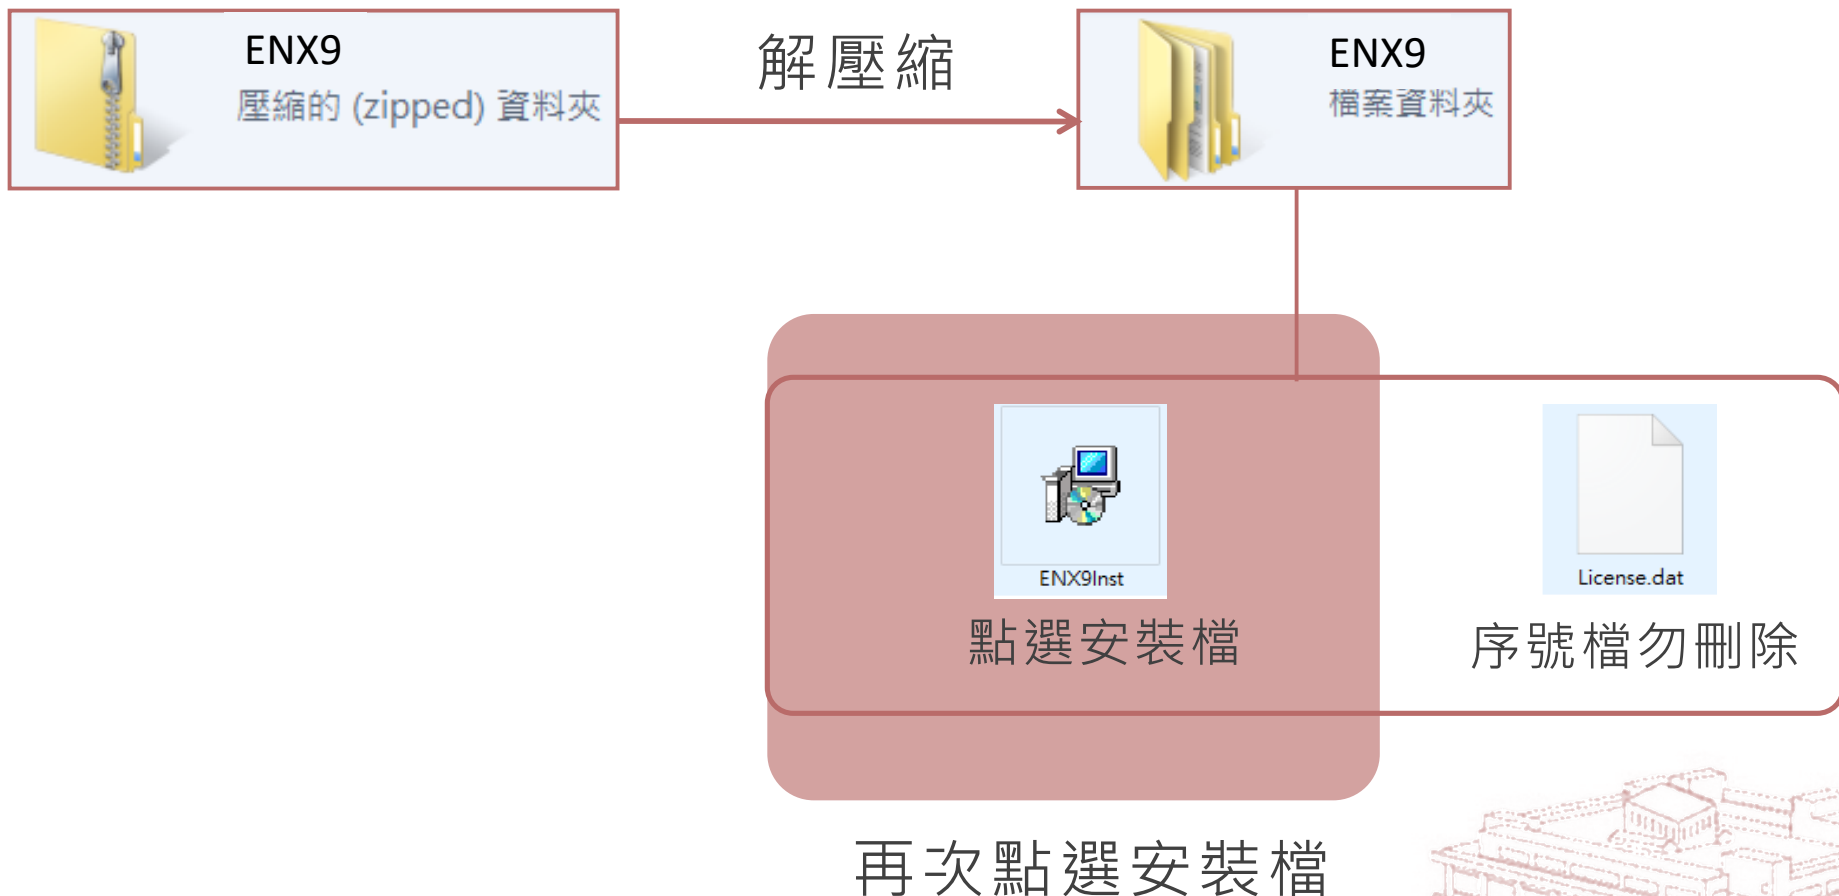 ENX9
壓縮的 (zipped) 資料夾
解壓縮
ENX9
檔案資料夾
ENX9Inst
點選安裝檔
License.dat
序號檔勿刪除
再次點選安裝檔